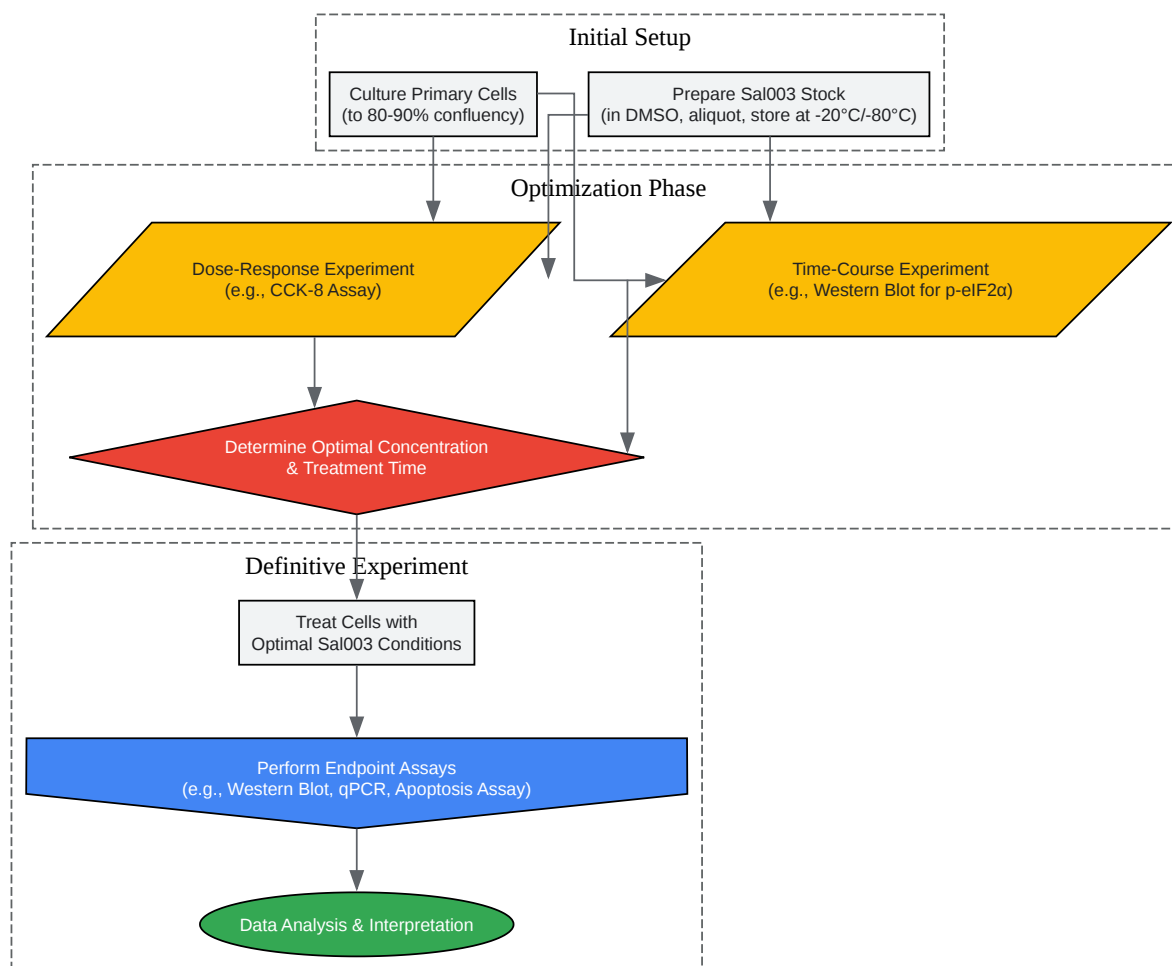 Initial Setup
Culture Primary Cells
(to 80-90% confluency)
Prepare Sal003 Stock
(in DMSO, aliquot, store at -20°C/-80°C)
Optimization Phase
Dose-Response Experiment
(e.g., CCK-8 Assay)
Time-Course Experiment
(e.g., Western Blot for p-eIF2α)
Determine Optimal Concentration
& Treatment Time
Definitive Experiment
Treat Cells with
Optimal Sal003 Conditions
Perform Endpoint Assays
(e.g., Western Blot, qPCR, Apoptosis Assay)
Data Analysis & Interpretation